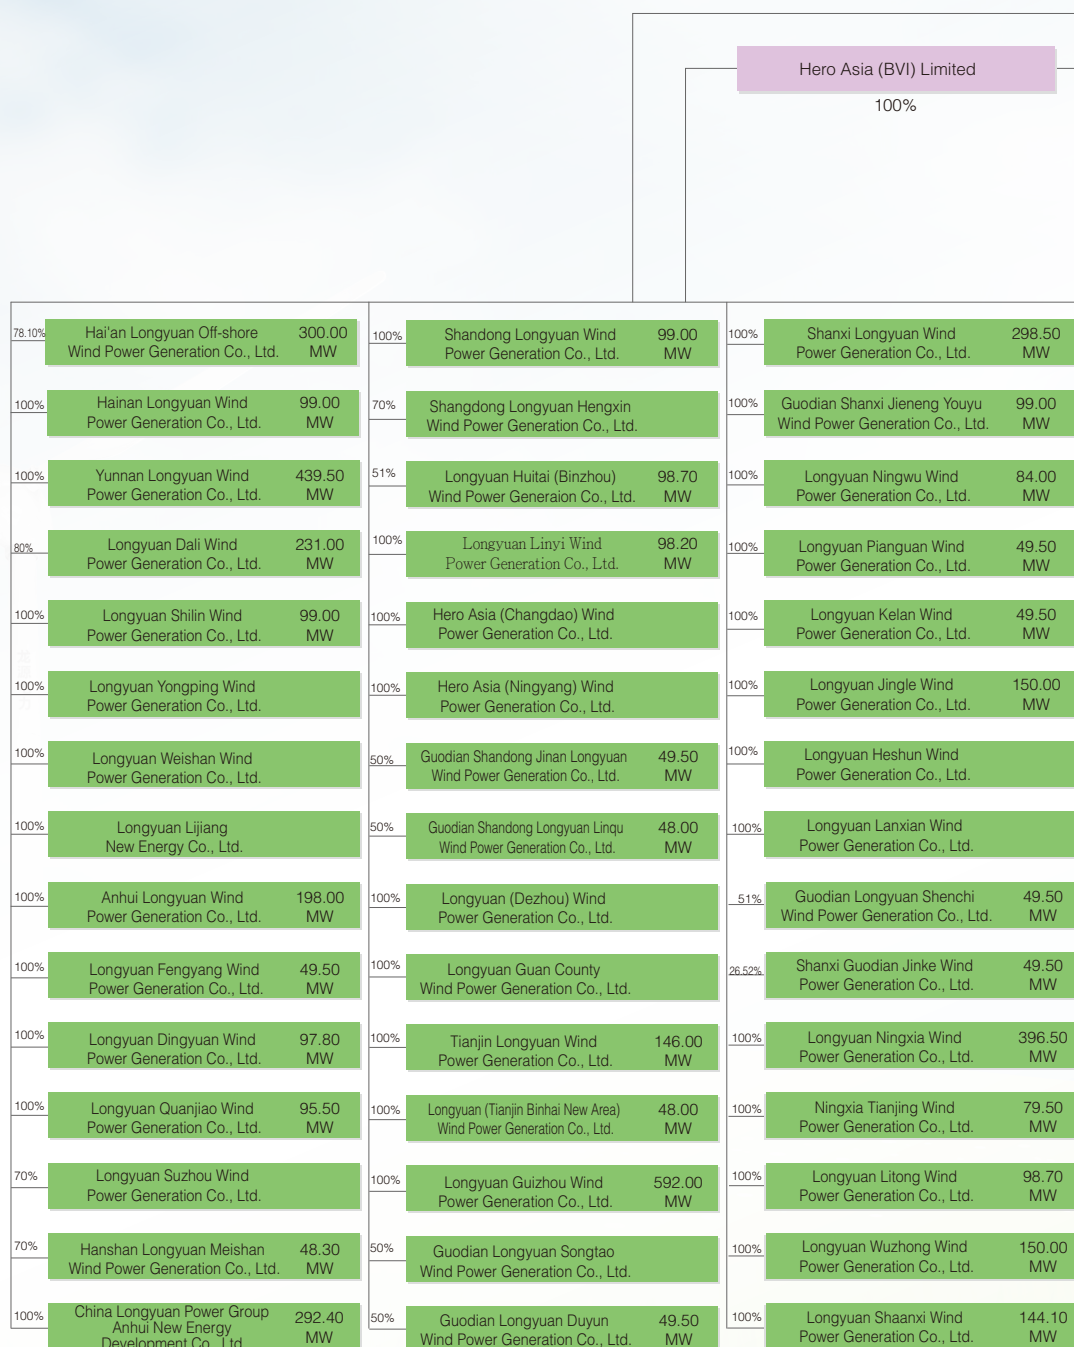 Hero Asia (BVI) Limited
100%
78.10%
Hai'an Longyuan Off-shore 300.00
Wind Power Generation Co., Ltd. MW
100%
Hainan Longyuan Wind 99.00
Power Generation Co., Ltd. MW
100%
Yunnan Longyuan Wind 439.50
Power Generation Co., Ltd. MW
80%
Longyuan Dali Wind 231.00
Power Generation Co., Ltd. MW
100%
Longyuan Shilin Wind 99.00
Power Generation Co., Ltd. MW
100%
Longyuan Yongping Wind
Power Generation Co., Ltd.
100%
Longyuan Weishan Wind
Power Generation Co., Ltd.
100%
Longyuan Lijiang
New Energy Co., Ltd.
100%
Anhui Longyuan Wind 198.00
Power Generation Co., Ltd. MW
100%
Longyuan Fengyang Wind 49.50
Power Generation Co., Ltd. MW
100%
Longyuan Dingyuan Wind 97.80
Power Generation Co., Ltd. MW
100%
Longyuan Quanjiao Wind 95.50
Power Generation Co., Ltd. MW
70%
Longyuan Suzhou Wind
Power Generation Co., Ltd.
70%
Hanshan Longyuan Meishan 48.30
Wind Power Generation Co., Ltd. MW
100%
China Longyuan Power Group 292.40
Anhui New Energy
Development Co., Ltd. MW
100%
Shandong Longyuan Wind 99.00
Power Generation Co., Ltd. MW
70%
Shangdong Longyuan Hengxin
Wind Power Generation Co., Ltd.
51%
Longyuan Huitai (Binzhou) 98.70
Wind Power Generaion Co., Ltd. MW
100%
Longyuan Linyi Wind 98.20
Power Generation Co., Ltd. MW
100%
Hero Asia (Changdao) Wind
Power Generation Co., Ltd.
100%
Hero Asia (Ningyang) Wind
Power Generation Co., Ltd.
50%
Guodian Shandong Jinan Longyuan 49.50
Wind Power Generation Co., Ltd. MW
50%
Guodian Shandong Longyuan Linqu 48.00
Wind Power Generation Co., Ltd. MW
100%
Longyuan (Dezhou) Wind
Power Generation Co., Ltd.
100%
Longyuan Guan County
Wind Power Generation Co., Ltd.
100%
Tianjin Longyuan Wind 146.00
Power Generation Co., Ltd. MW
100%
Longyuan (Tianjin Binhai New Area) 48.00
Wind Power Generation Co., Ltd. MW
100%
Longyuan Guizhou Wind 592.00
Power Generation Co., Ltd. MW
50%
Guodian Longyuan Songtao
Wind Power Generation Co., Ltd.
50%
Guodian Longyuan Duyun 49.50
Wind Power Generation Co., Ltd. MW
100%
Shanxi Longyuan Wind 298.50
Power Generation Co., Ltd. MW
100%
Guodian Shanxi Jieneng Youyu 99.00
Wind Power Generation Co., Ltd. MW
100%
Longyuan Ningwu Wind 84.00
Power Generation Co., Ltd. MW
100%
Longyuan Pianguan Wind 49.50
Power Generation Co., Ltd. MW
100%
Longyuan Kelan Wind 49.50
Power Generation Co., Ltd. MW
100%
Longyuan Jingle Wind 150.00
Power Generation Co., Ltd. MW
100%
Longyuan Heshun Wind
Power Generation Co., Ltd.
100%
Longyuan Lanxian Wind
Power Generation Co., Ltd.
51%
Guodian Longyuan Shenchi 49.50
Wind Power Generation Co., Ltd. MW
26.52%
Shanxi Guodian Jinke Wind 49.50
Power Generation Co., Ltd. MW
100%
Longyuan Ningxia Wind 396.50
Power Generation Co., Ltd. MW
100%
Ningxia Tianjing Wind 79.50
Power Generation Co., Ltd. MW
100%
Longyuan Litong Wind 98.70
Power Generation Co., Ltd. MW
100%
Longyuan Wuzhong Wind 150.00
Power Generation Co., Ltd. MW
100%
Longyuan Shaanxi Wind 144.10
Power Generation Co., Ltd. MW